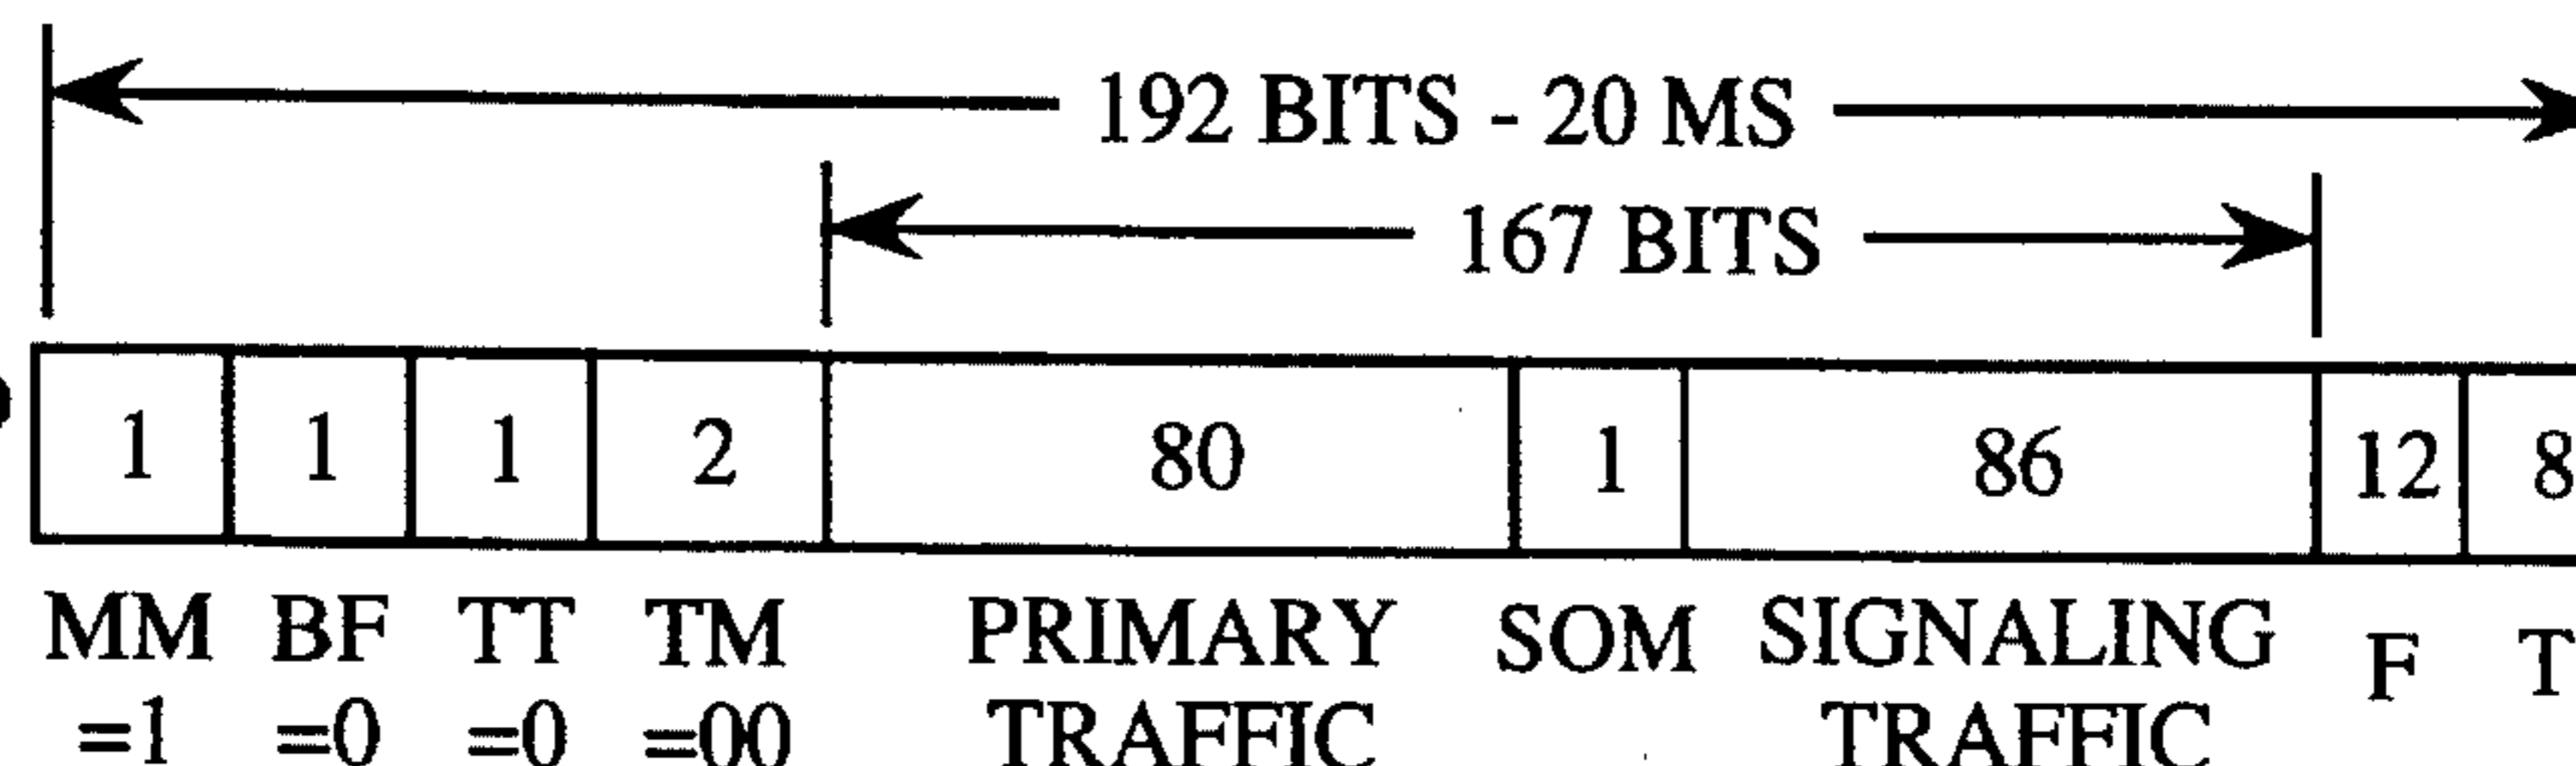 192 BITS - 20 MS
167 BITS
1 1 1 2 80 1 86 12 8
MM BF TT TM PRIMARY SOM SIGNALING F T
=1 =0 =0 =00 TRAFFIC TRAFFIC